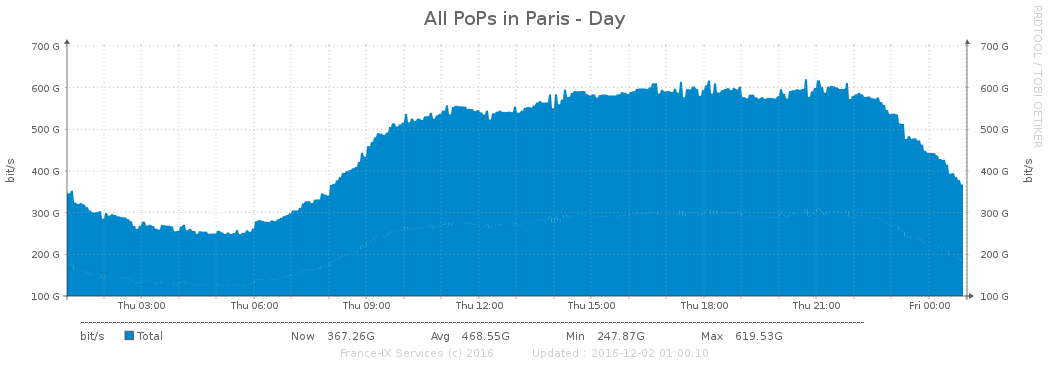 All PoPs in Paris - Day
RRDTOOL / TOBI OETIKER
700 G 700 G
600 G 600 G
500 G 500 G
400 G 400 G
300 G 300 G
200 G 200 G
100 G 100 G
bit/s bit/s
Thu 03:00 Thu 06:00 Thu 09:00 Thu 12:00 Thu 15:00 Thu 18:00 Thu 21:00 Fri 00:00
bit/s Total Now 367.26G Avg 468.55G Min 247.87G Max 619.53G
France-IX Services (c) 2016 Updated : 2016-12-02 01:00:10